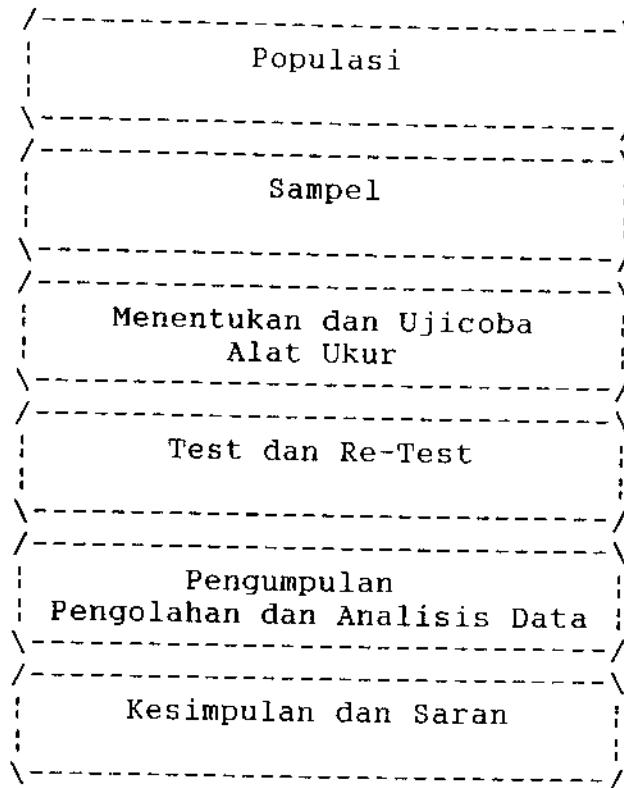 Populasi
Sampel
Menentukan dan Ujicoba
Alat Ukur
Test dan Re-Test
Pengumpulan
Pengolahan dan Analisis Data
Kesimpulan dan Saran